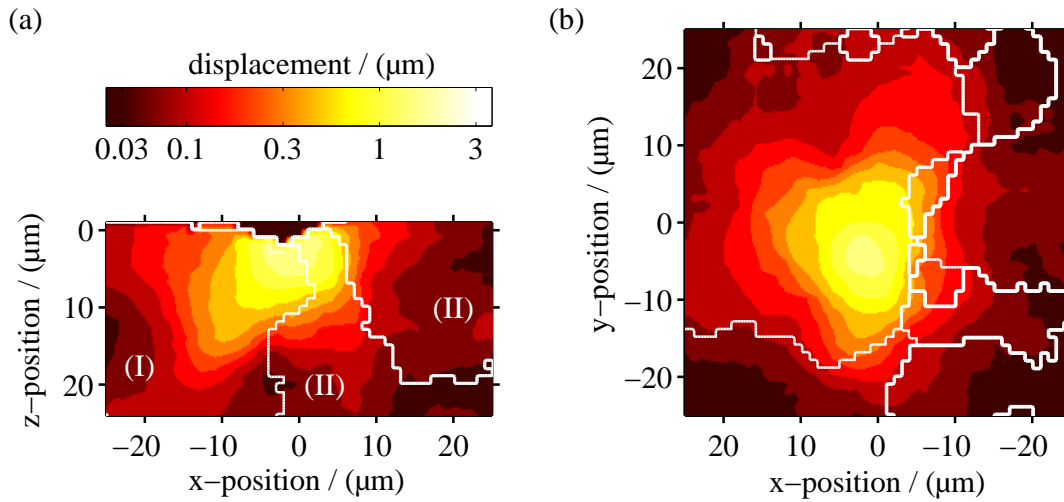 (a)
displacement / (μm)
0.03 0.1 0.3 1 3
z−position / (μm)
0
10
20
(I)
(II)
(II)
−20 −10 0 10 20
x−position / (μm)
(b)
y−position / (μm)
20
10
0
−10
−20
20 10 0 −10 −20
x−position / (μm)